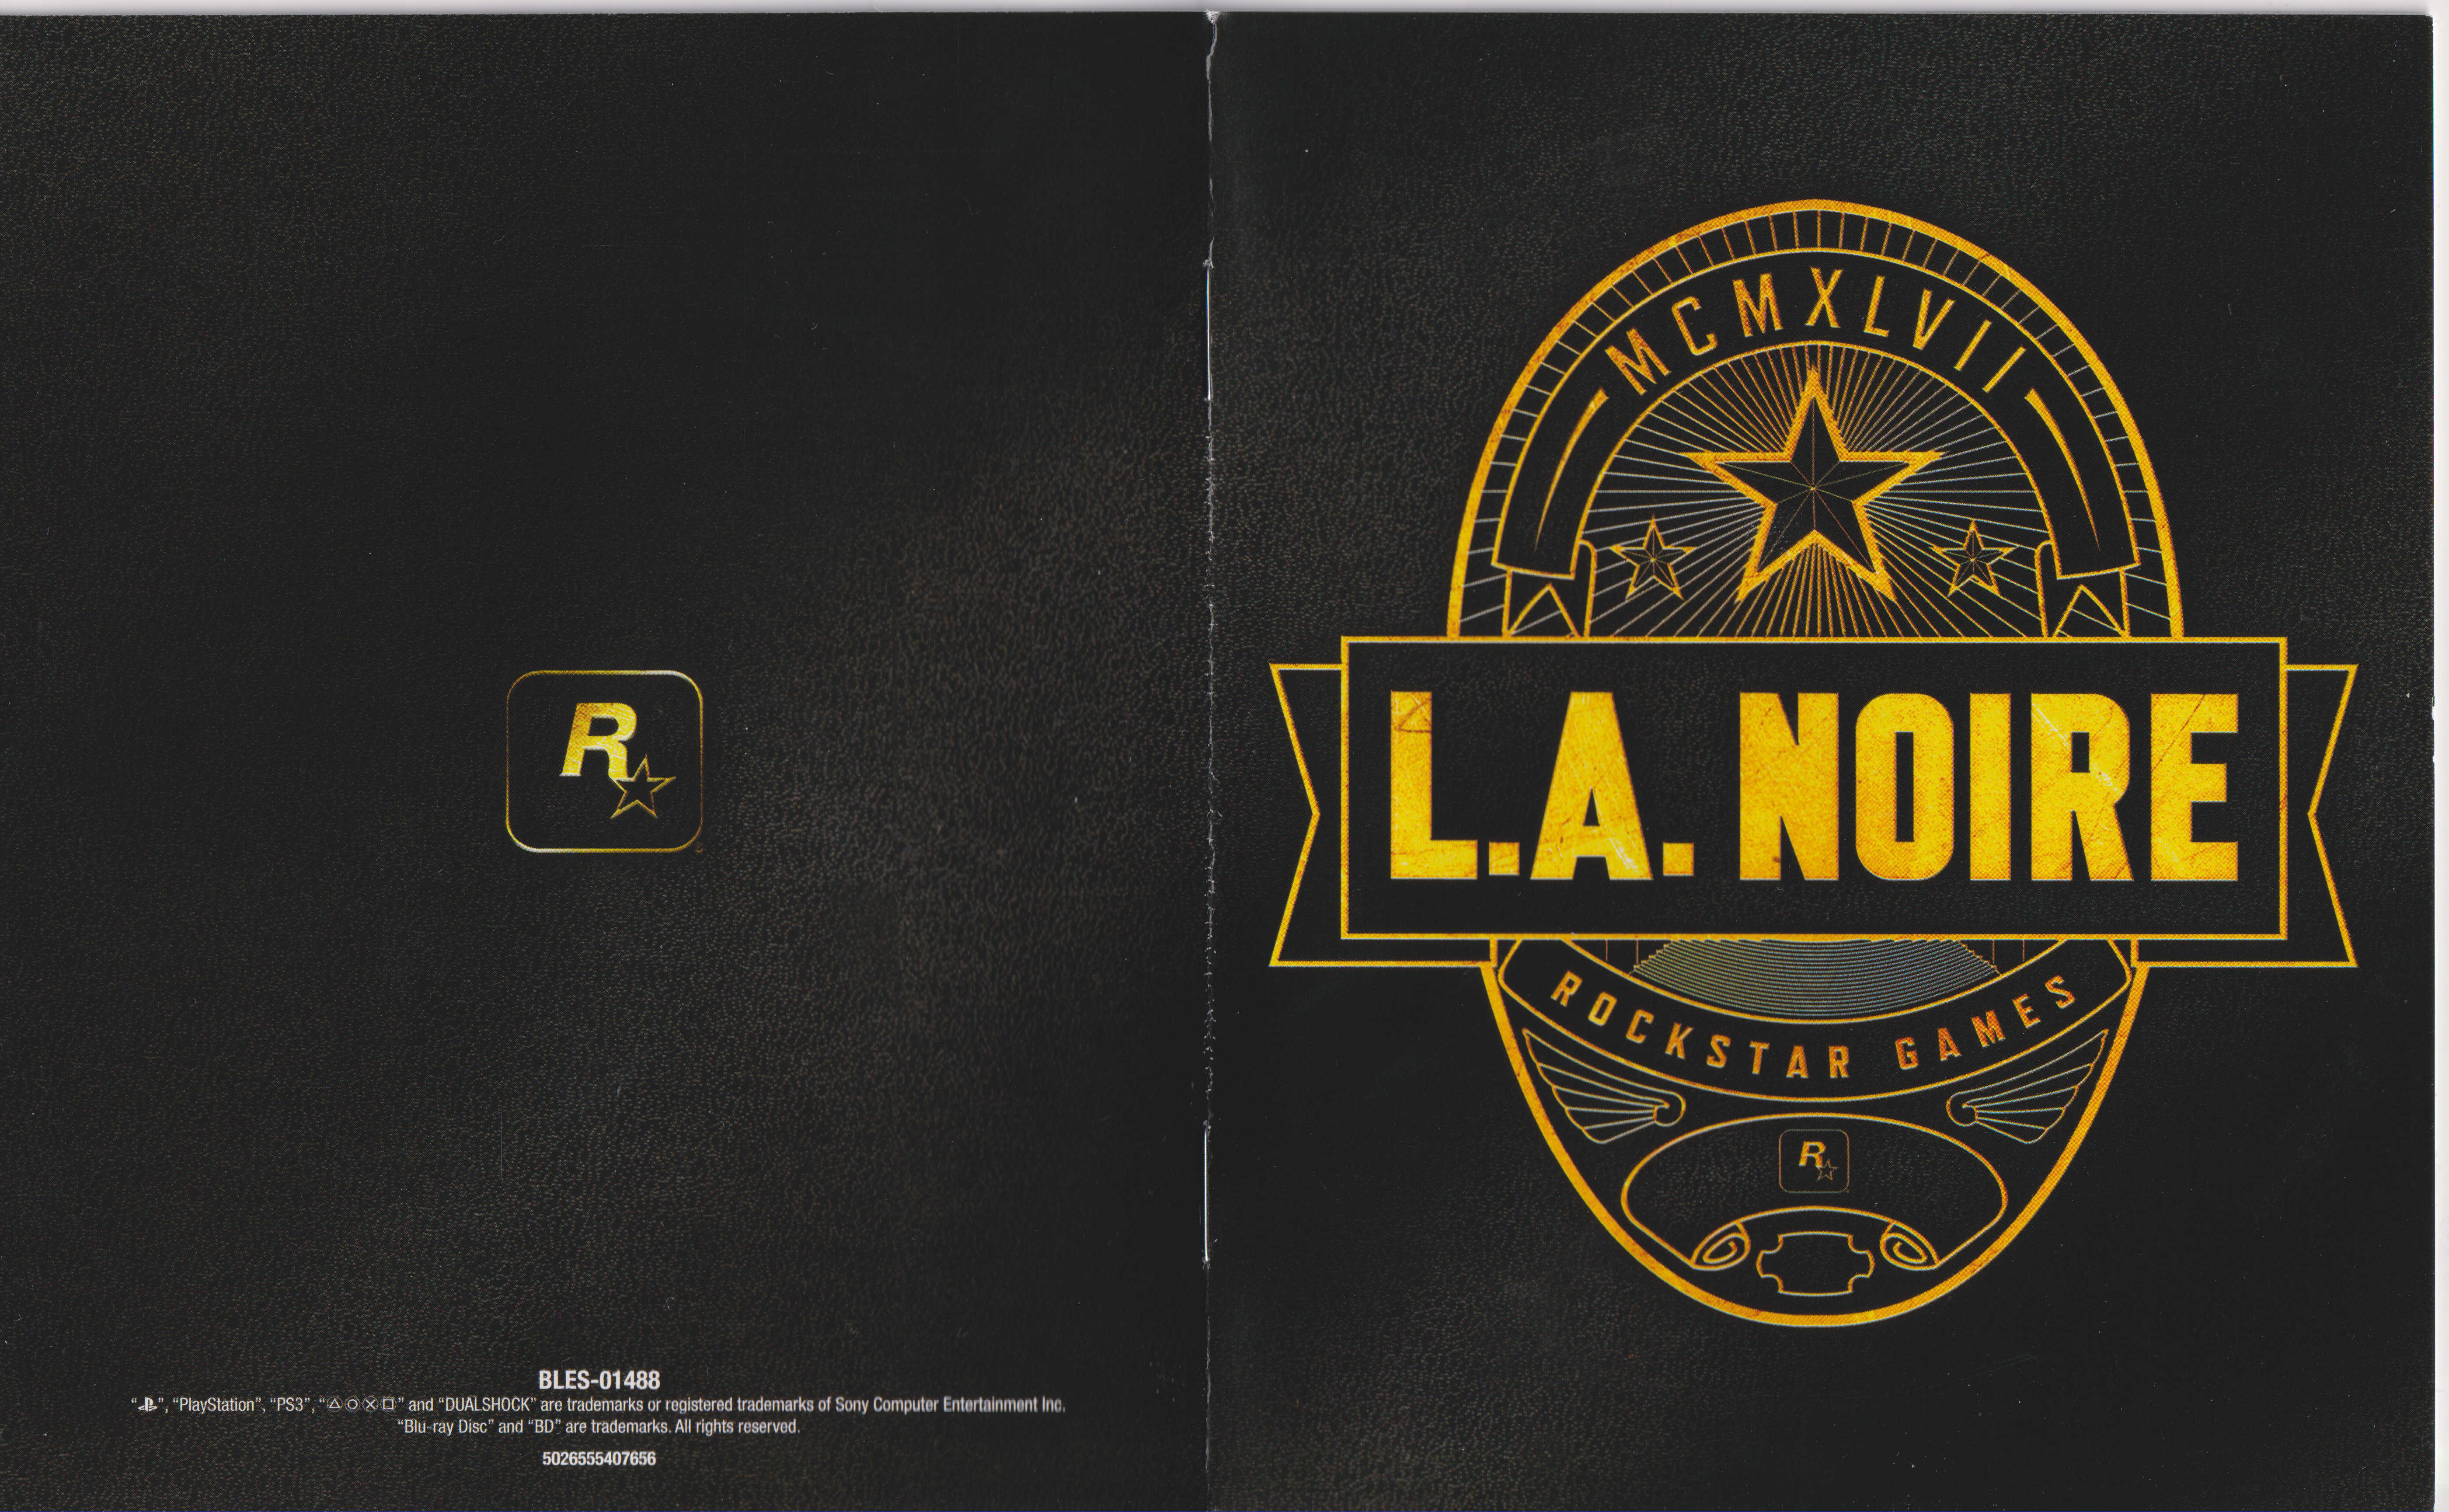 R
BLES-01488
“”, “PlayStation”, “PS3”, “△○✕□” and “DUALSHOCK” are trademarks or registered trademarks of Sony Computer Entertainment Inc.
“Blu-ray Disc” and “BD” are trademarks. All rights reserved.
5026555407656
MCMXLVII
L.A. NOIRE
ROCKSTAR GAMES
R